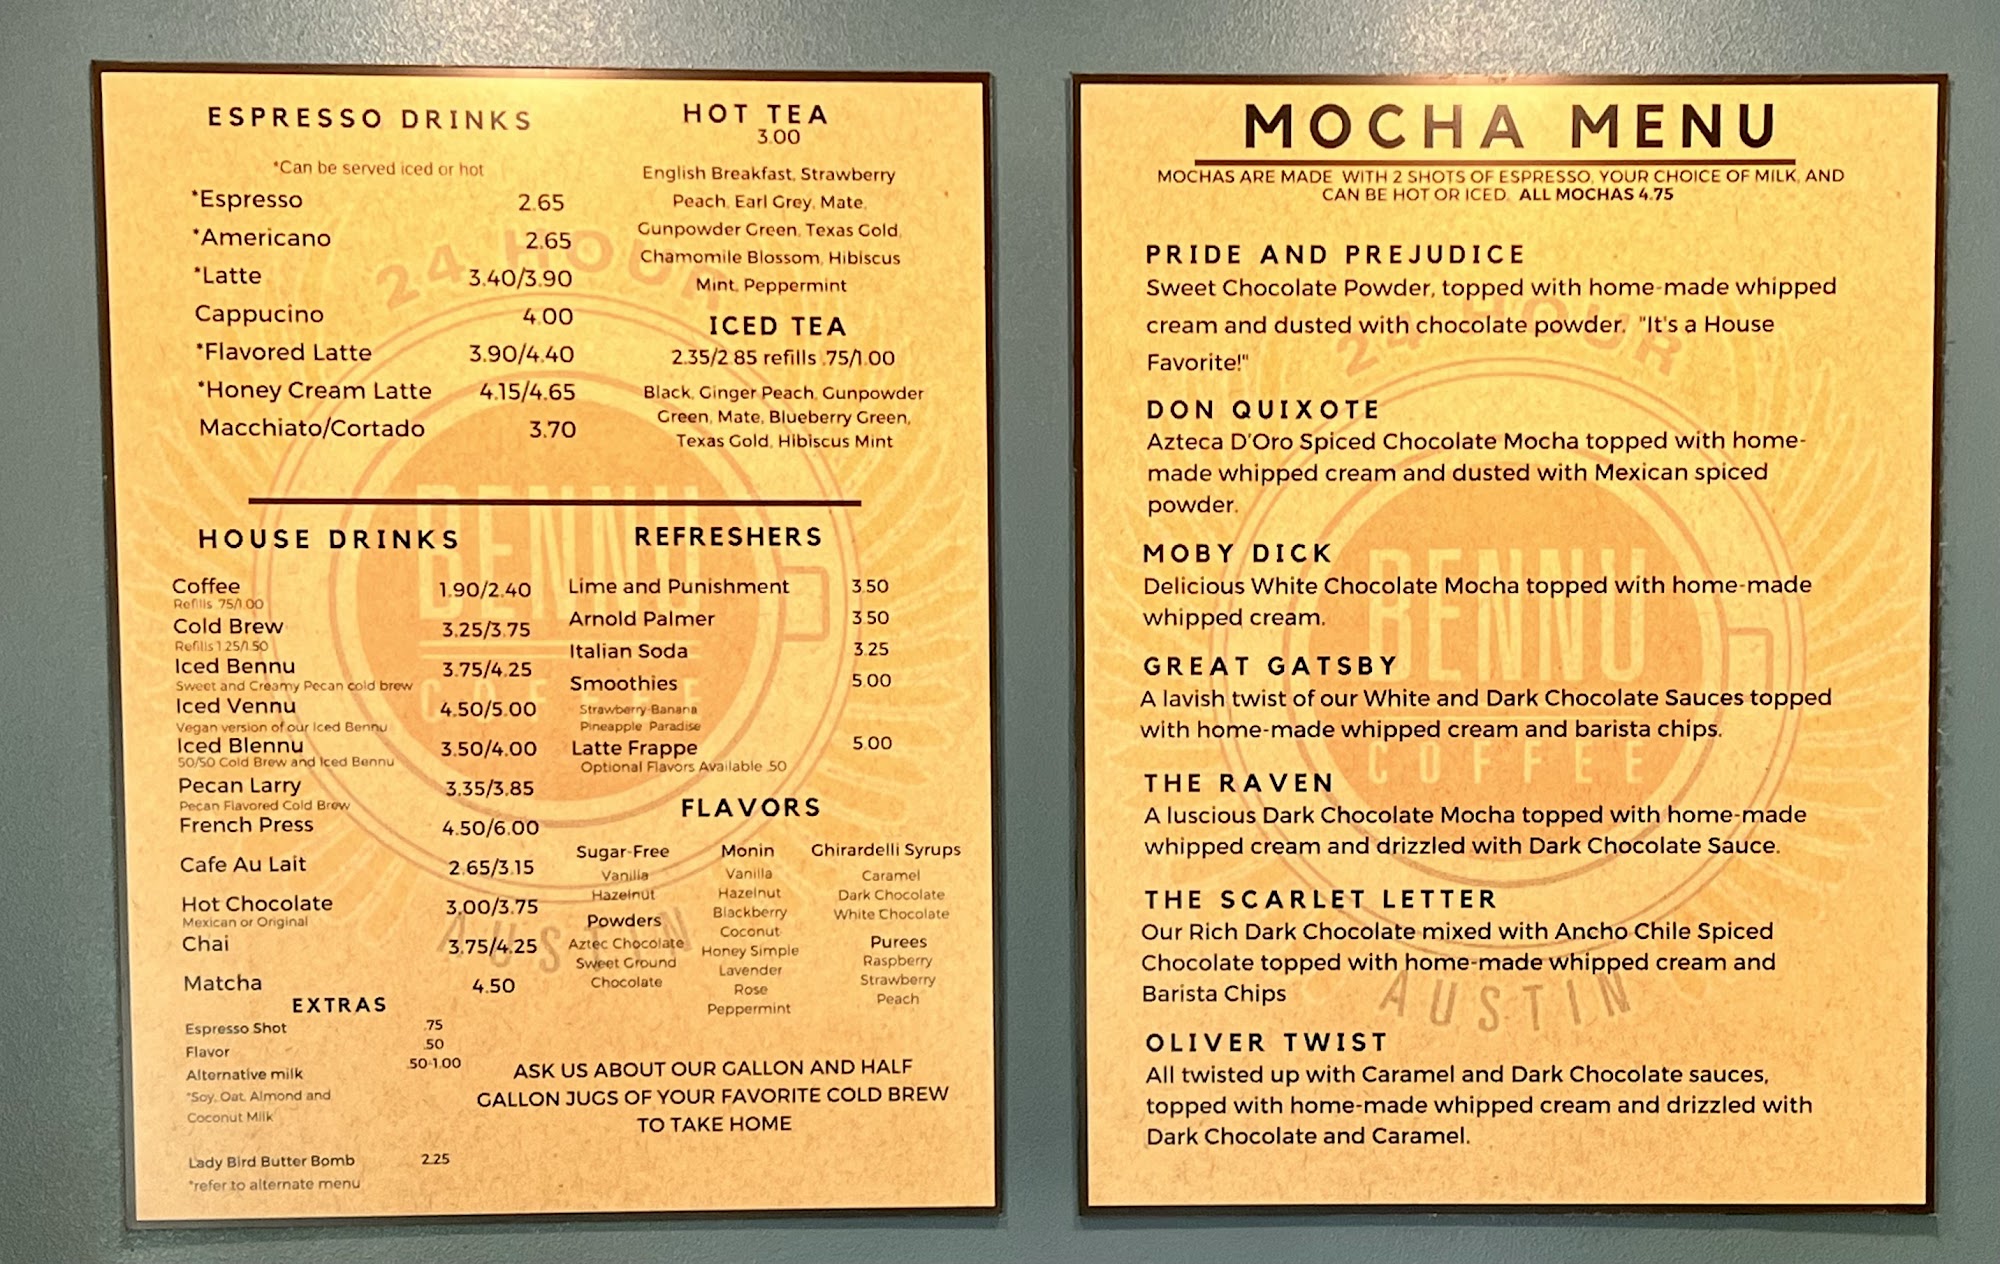 ESPRESSO DRINKS
*Can be served iced or hot
*Espresso 2.65
*Americano 2.65
*Latte 3.40/3.90
Cappucino 4.00
*Flavored Latte 3.90/4.40
*Honey Cream Latte 4.15/4.65
Macchiato/Cortado 3.70
HOT TEA
3.00
English Breakfast, Strawberry
Peach, Earl Grey, Mate,
Gunpowder Green, Texas Gold,
Chamomile Blossom, Hibiscus
Mint, Peppermint
ICED TEA
2.35/2.85 refills .75/1.00
Black, Ginger Peach, Gunpowder
Green, Mate, Blueberry Green,
Texas Gold, Hibiscus Mint
HOUSE DRINKS
Coffee 1.90/2.40
Refills .75/1.00
Cold Brew 3.25/3.75
Refills 1.25/1.50
Iced Bennu 3.75/4.25
Sweet and Creamy Pecan cold brew
Iced Vennu 4.50/5.00
Vegan version of our Iced Bennu
Iced Blennu 3.50/4.00
50/50 Cold Brew and Iced Bennu
Pecan Larry 3.35/3.85
Pecan Flavored Cold Brew
French Press 4.50/6.00
Cafe Au Lait 2.65/3.15
Hot Chocolate 3.00/3.75
Mexican or Original
Chai 3.75/4.25
Matcha 4.50
EXTRAS
Espresso Shot .75
Flavor .50
Alternative milk .50-1.00
*Soy, Oat, Almond and
Coconut Milk
Lady Bird Butter Bomb 2.25
*refer to alternate menu
REFRESHERS
Lime and Punishment 3.50
Arnold Palmer 3.50
Italian Soda 3.25
Smoothies 5.00
Strawberry-Banana
Pineapple Paradise
Latte Frappe 5.00
Optional Flavors Available .50
FLAVORS
Sugar-Free
Vanilla
Hazelnut
Powders
Aztec Chocolate
Sweet Ground
Chocolate
Monin
Vanilla
Hazelnut
Blackberry
Coconut
Honey Simple
Lavender
Rose
Peppermint
Ghirardelli Syrups
Caramel
Dark Chocolate
White Chocolate
Purees
Raspberry
Strawberry
Peach
ASK US ABOUT OUR GALLON AND HALF
GALLON JUGS OF YOUR FAVORITE COLD BREW
TO TAKE HOME
24 HOUR
BENNU
COFFEE
AUSTIN
MOCHA MENU
MOCHAS ARE MADE WITH 2 SHOTS OF ESPRESSO, YOUR CHOICE OF MILK, AND
CAN BE HOT OR ICED. ALL MOCHAS 4.75
PRIDE AND PREJUDICE
Sweet Chocolate Powder, topped with home-made whipped
cream and dusted with chocolate powder. "It's a House
Favorite!"
DON QUIXOTE
Azteca D'Oro Spiced Chocolate Mocha topped with home-
made whipped cream and dusted with Mexican spiced
powder.
MOBY DICK
Delicious White Chocolate Mocha topped with home-made
whipped cream.
GREAT GATSBY
A lavish twist of our White and Dark Chocolate Sauces topped
with home-made whipped cream and barista chips.
THE RAVEN
A luscious Dark Chocolate Mocha topped with home-made
whipped cream and drizzled with Dark Chocolate Sauce.
THE SCARLET LETTER
Our Rich Dark Chocolate mixed with Ancho Chile Spiced
Chocolate topped with home-made whipped cream and
Barista Chips
OLIVER TWIST
All twisted up with Caramel and Dark Chocolate sauces,
topped with home-made whipped cream and drizzled with
Dark Chocolate and Caramel.
24 HOUR
BENNU
COFFEE
AUSTIN